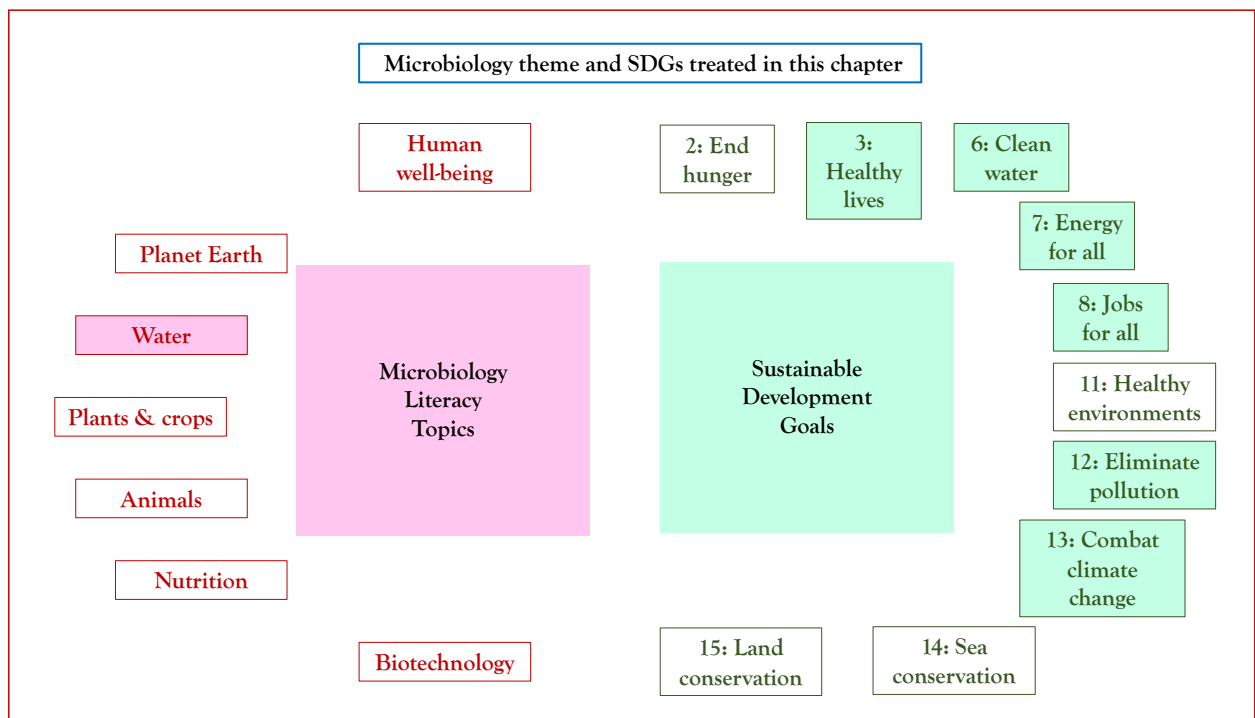 Microbiology theme and SDGs treated in this chapter
Human
well-being
Planet Earth
Water
Plants & crops
Animals
Nutrition
Biotechnology
Microbiology
Literacy
Topics
Sustainable
Development
Goals
2: End
hunger
3:
Healthy
lives
6: Clean
water
7: Energy
for all
8: Jobs
for all
11: Healthy
environments
12: Eliminate
pollution
13: Combat
climate
change
14: Sea
conservation
15: Land
conservation